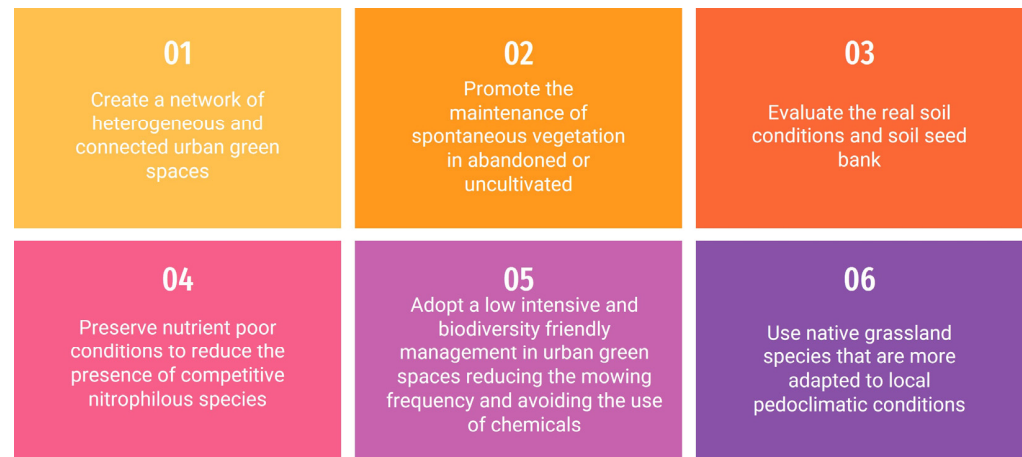 01
Create a network of
heterogeneous and
connected urban green
spaces
02
Promote the
maintenance of
spontaneous vegetation
in abandoned or
uncultivated
03
Evaluate the real soil
conditions and soil seed
bank
04
Preserve nutrient poor
conditions to reduce the
presence of competitive
nitrophilous species
05
Adopt a low intensive and
biodiversity friendly
management in urban green
spaces reducing the mowing
frequency and avoiding the use
of chemicals
06
Use native grassland
species that are more
adapted to local
pedoclimatic conditions